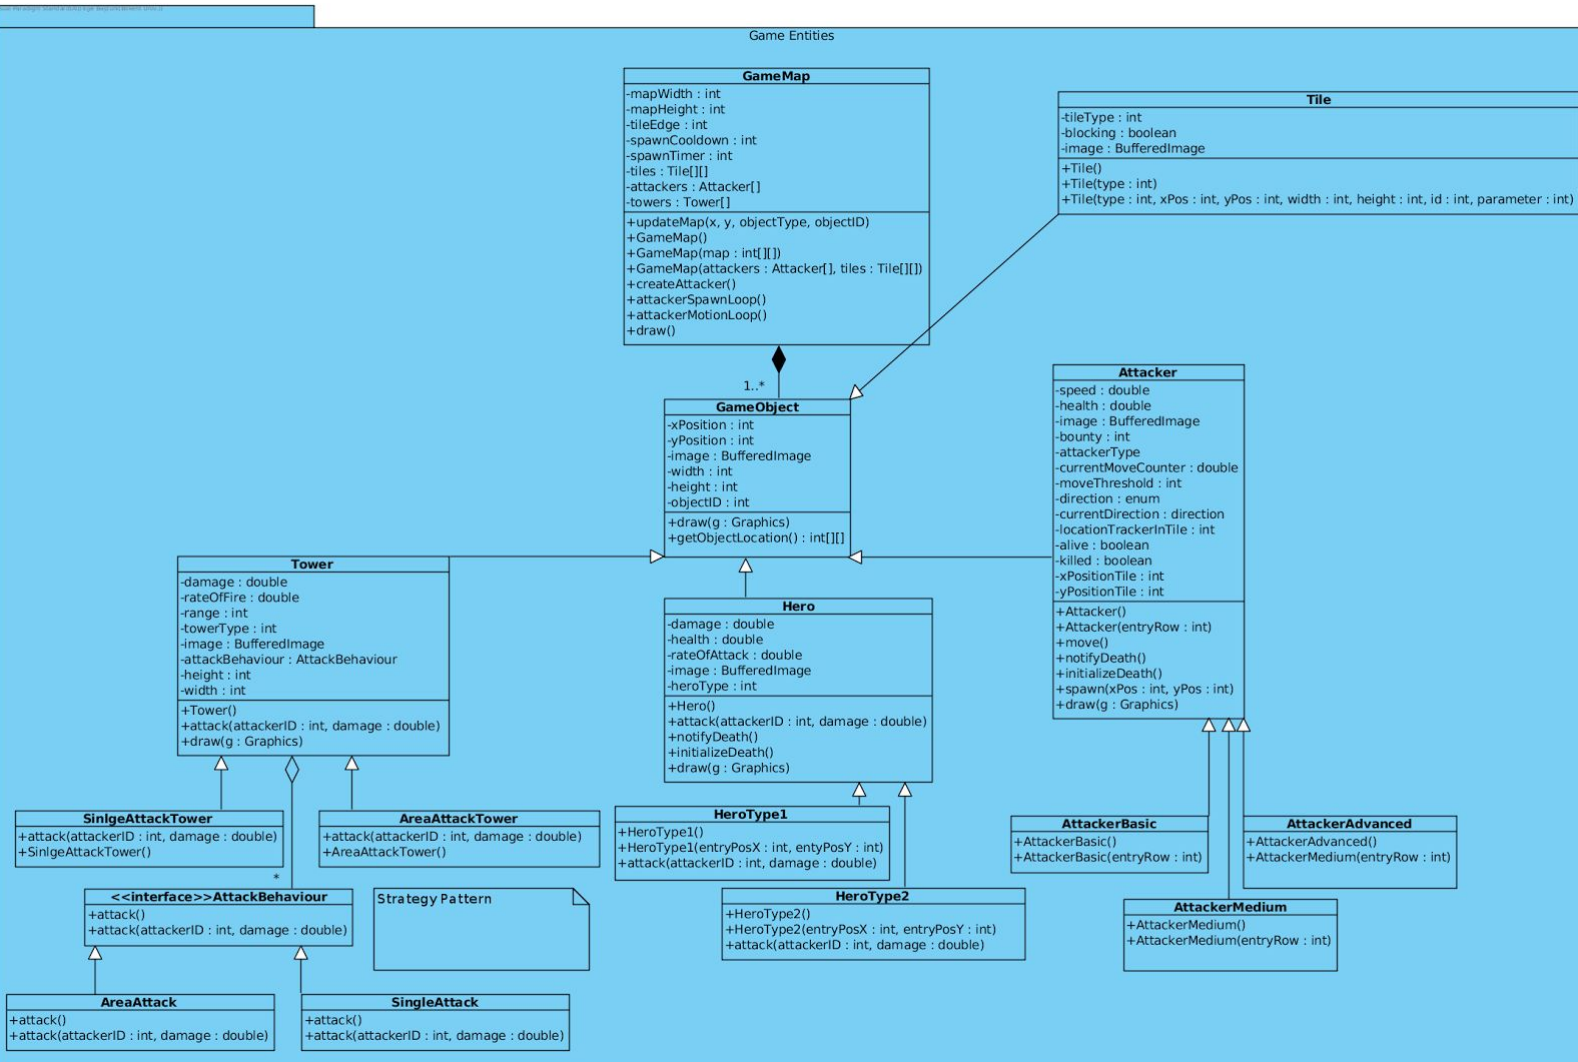 Game Entities
GameMap
-mapWidth : int
-mapHeight : int
-tileEdge : int
-spawnCooldown : int
-spawnTimer : int
-tiles : Tile[][]
-attackers : Attacker[]
-towers : Tower[]
+updateMap(x, y, objectType, objectID)
+GameMap()
+GameMap(map : int[][])
+GameMap(attackers : Attacker[], tiles : Tile[][])
+createAttacker()
+attackerSpawnLoop()
+attackerMotionLoop()
+draw()
Tile
-tileType : int
-blocking : boolean
-image : BufferedImage
+Tile()
+Tile(type : int)
+Tile(type : int, xPos : int, yPos : int, width : int, height : int, id : int, parameter : int)
1..*
GameObject
-xPosition : int
-yPosition : int
-image : BufferedImage
-width : int
-height : int
-objectID : int
+draw(g : Graphics)
+getObjectLocation() : int[][]
Attacker
-speed : double
-health : double
-image : BufferedImage
-bounty : int
-attackerType
-currentMoveCounter : double
-moveThreshold : int
-direction : enum
-currentDirection : direction
-locationTrackerInTile : int
-alive : boolean
-killed : boolean
-xPositionTile : int
-yPositionTile : int
+Attacker()
+Attacker(entryRow : int)
+move()
+notifyDeath()
+initializeDeath()
+spawn(xPos : int, yPos : int)
+draw(g : Graphics)
Tower
-damage : double
-rateOfFire : double
-range : int
-towerType : int
-image : BufferedImage
-attackBehaviour : AttackBehaviour
-height : int
-width : int
+Tower()
+attack(attackerID : int, damage : double)
+draw(g : Graphics)
Hero
-damage : double
-health : double
-rateOfAttack : double
-image : BufferedImage
-heroType : int
+Hero()
+attack(attackerID : int, damage : double)
+notifyDeath()
+initializeDeath()
+draw(g : Graphics)
SinlgeAttackTower
+attack(attackerID : int, damage : double)
+SinlgeAttackTower()
AreaAttackTower
+attack(attackerID : int, damage : double)
+AreaAttackTower()
HeroType1
+HeroType1()
+HeroType1(entryPosX : int, entyPosY : int)
+attack(attackerID : int, damage : double)
AttackerBasic
+AttackerBasic()
+AttackerBasic(entryRow : int)
AttackerAdvanced
+AttackerAdvanced()
+AttackerMedium(entryRow : int)
*
<<interface>>AttackBehaviour
+attack()
+attack(attackerID : int, damage : double)
Strategy Pattern
HeroType2
+HeroType2()
+HeroType2(entryPosX : int, entryPosY : int)
+attack(attackerID : int, damage : double)
AttackerMedium
+AttackerMedium()
+AttackerMedium(entryRow : int)
AreaAttack
+attack()
+attack(attackerID : int, damage : double)
SingleAttack
+attack()
+attack(attackerID : int, damage : double)